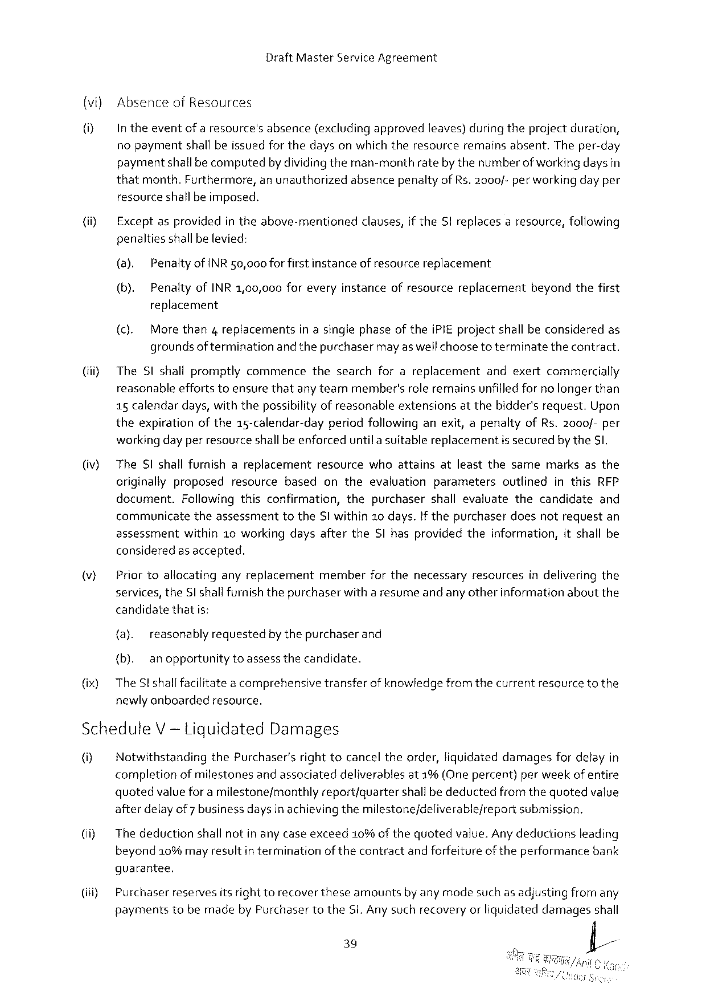 Draft Master Service Agreement
(vi) Absence of Resources
(i) In the event of a resource's absence (excluding approved leaves) during the project duration,
no payment shall be issued for the days on which the resource remains absent. The per-day
payment shall be computed by dividing the man-month rate by the number of working days in
that month. Furthermore, an unauthorized absence penalty of Rs. 2000/- per working day per
resource shall be imposed.
(ii) Except as provided in the above-mentioned clauses, if the SI replaces a resource, following
penalties shall be levied:
(a). Penalty of INR 50,000 for first instance of resource replacement
(b). Penalty of INR 1,00,000 for every instance of resource replacement beyond the first
replacement
(c). More than 4 replacements in a single phase of the iPIE project shall be considered as
grounds of termination and the purchaser may as well choose to terminate the contract.
(iii) The SI shall promptly commence the search for a replacement and exert commercially
reasonable efforts to ensure that any team member's role remains unfilled for no longer than
15 calendar days, with the possibility of reasonable extensions at the bidder's request. Upon
the expiration of the 15-calendar-day period following an exit, a penalty of Rs. 2000/- per
working day per resource shall be enforced until a suitable replacement is secured by the SI.
(iv) The SI shall furnish a replacement resource who attains at least the same marks as the
originally proposed resource based on the evaluation parameters outlined in this RFP
document. Following this confirmation, the purchaser shall evaluate the candidate and
communicate the assessment to the SI within 10 days. If the purchaser does not request an
assessment within 10 working days after the SI has provided the information, it shall be
considered as accepted.
(v) Prior to allocating any replacement member for the necessary resources in delivering the
services, the SI shall furnish the purchaser with a resume and any other information about the
candidate that is:
(a). reasonably requested by the purchaser and
(b). an opportunity to assess the candidate.
(ix) The SI shall facilitate a comprehensive transfer of knowledge from the current resource to the
newly onboarded resource.
Schedule V – Liquidated Damages
(i) Notwithstanding the Purchaser's right to cancel the order, liquidated damages for delay in
completion of milestones and associated deliverables at 1% (One percent) per week of entire
quoted value for a milestone/monthly report/quarter shall be deducted from the quoted value
after delay of 7 business days in achieving the milestone/deliverable/report submission.
(ii) The deduction shall not in any case exceed 10% of the quoted value. Any deductions leading
beyond 10% may result in termination of the contract and forfeiture of the performance bank
guarantee.
(iii) Purchaser reserves its right to recover these amounts by any mode such as adjusting from any
payments to be made by Purchaser to the SI. Any such recovery or liquidated damages shall
39
अनिल चन्द्र /Anil C
अवर /Under